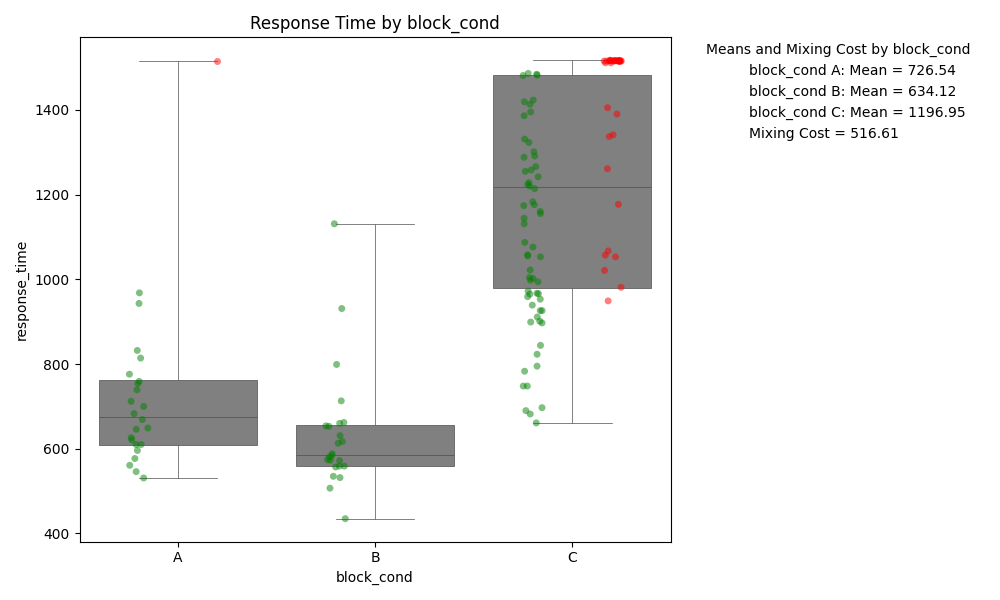 Response Time by block_cond
Means and Mixing Cost by block_cond
block_cond A: Mean = 726.54
block_cond B: Mean = 634.12
block_cond C: Mean = 1196.95
Mixing Cost = 516.61
response_time
1400
1200
1000
800
600
400
A
B
C
block_cond